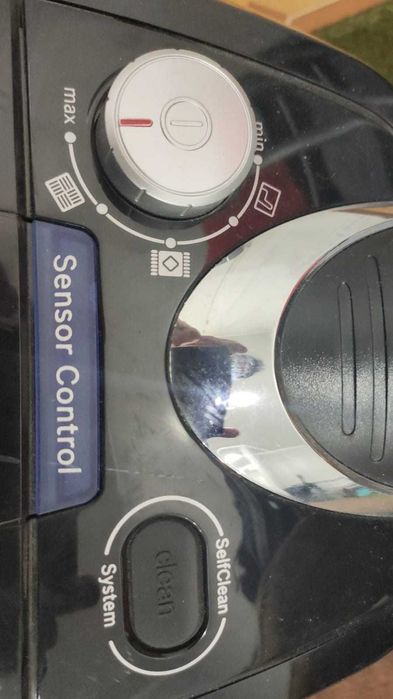 max
min
Sensor Control
SelfClean
clean
System